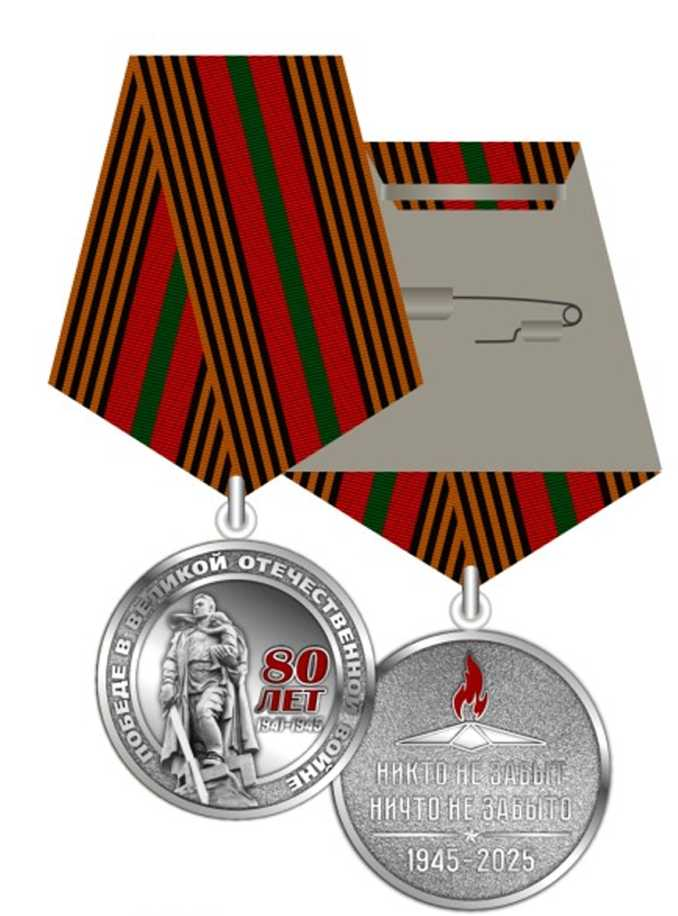 ПОБЕДЕ В ВЕЛИКОЙ ОТЕЧЕСТВЕННОЙ ВОЙНЕ
80
ЛЕТ
1941-1945
НИКТО НЕ ЗАБЫТ
НИЧТО НЕ ЗАБЫТО
1945-2025